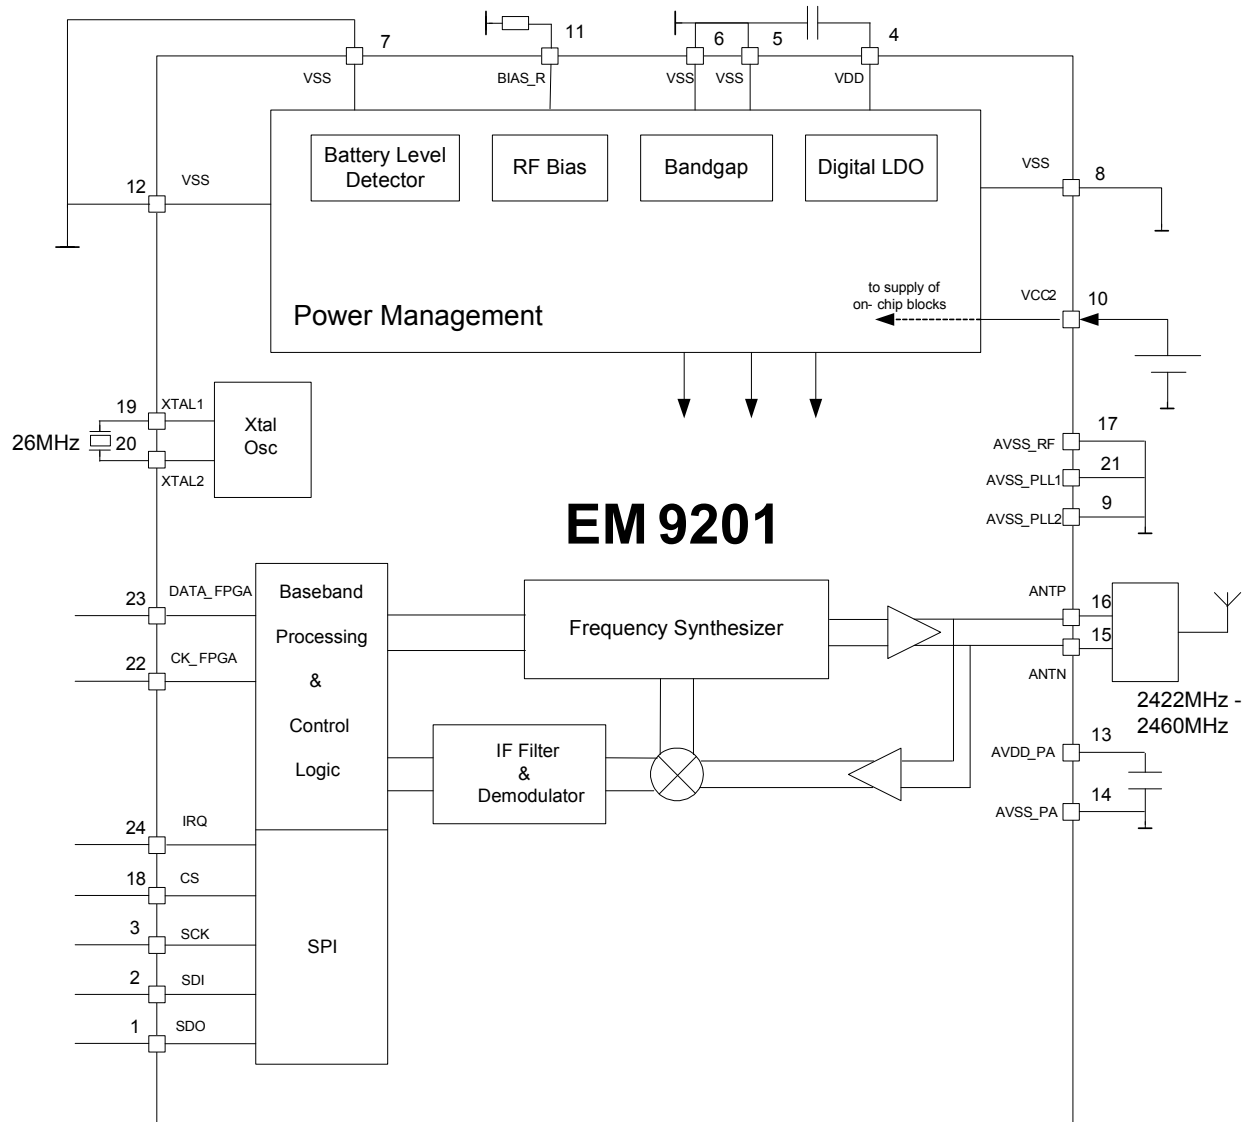 7
11
6
5
4
VSS
BIAS_R
VSS
VSS
VDD
Battery Level
Detector
RF Bias
Bandgap
Digital LDO
12
VSS
VSS
8
to supply of
on- chip blocks
VCC2
10
Power Management
19
XTAL1
26MHz
20
XTAL2
Xtal
Osc
17
AVSS_RF
21
AVSS_PLL1
9
AVSS_PLL2
EM 9201
23
DATA_FPGA
22
CK_FPGA
Baseband
Processing
&
Control
Logic
Frequency Synthesizer
ANTP
16
15
ANTN
2422MHz -
2460MHz
IF Filter
&
Demodulator
13
AVDD_PA
14
AVSS_PA
24
IRQ
18
CS
3
SCK
SPI
2
SDI
1
SDO